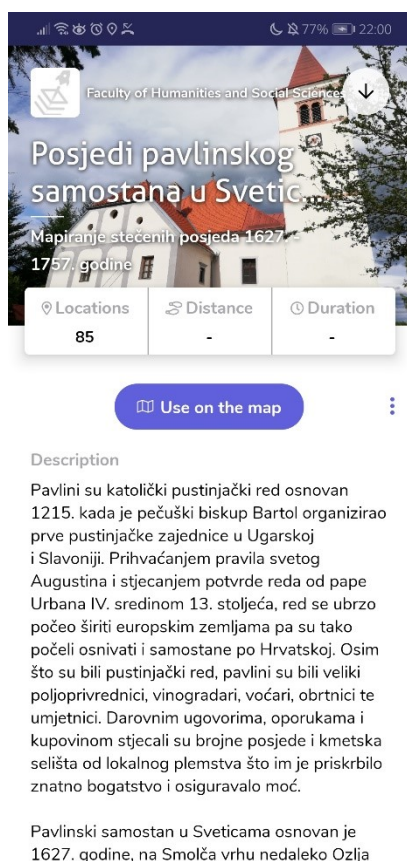 77% 22:00
Faculty of Humanities and Social Sciences
Posjedi pavlinskog
samostana u Svetic...
Mapiranje stečenih posjeda 1627. -
1757. godine
Locations
Distance
Duration
85
-
-
Use on the map
Description
Pavlini su katolički pustinjački red osnovan
1215. kada je pečuški biskup Bartol organizirao
prve pustinjačke zajednice u Ugarskoj
i Slavoniji. Prihvaćanjem pravila svetog
Augustina i stjecanjem potvrde reda od pape
Urbana IV. sredinom 13. stoljeća, red se ubrzo
počeo širiti europskim zemljama pa su tako
počeli osnivati i samostane po Hrvatskoj. Osim
što su bili pustinjački red, pavlini su bili veliki
poljoprivrednici, vinogradari, voćari, obrtnici te
umjetnici. Darovnim ugovorima, oporukama i
kupovinom stjecali su brojne posjede i kmetska
selišta od lokalnog plemstva što im je priskrbilo
znatno bogatstvo i osiguravalo moć.
Pavlinski samostan u Sveticama osnovan je
1627. godine, na Smolča vrhu nedaleko Ozlja